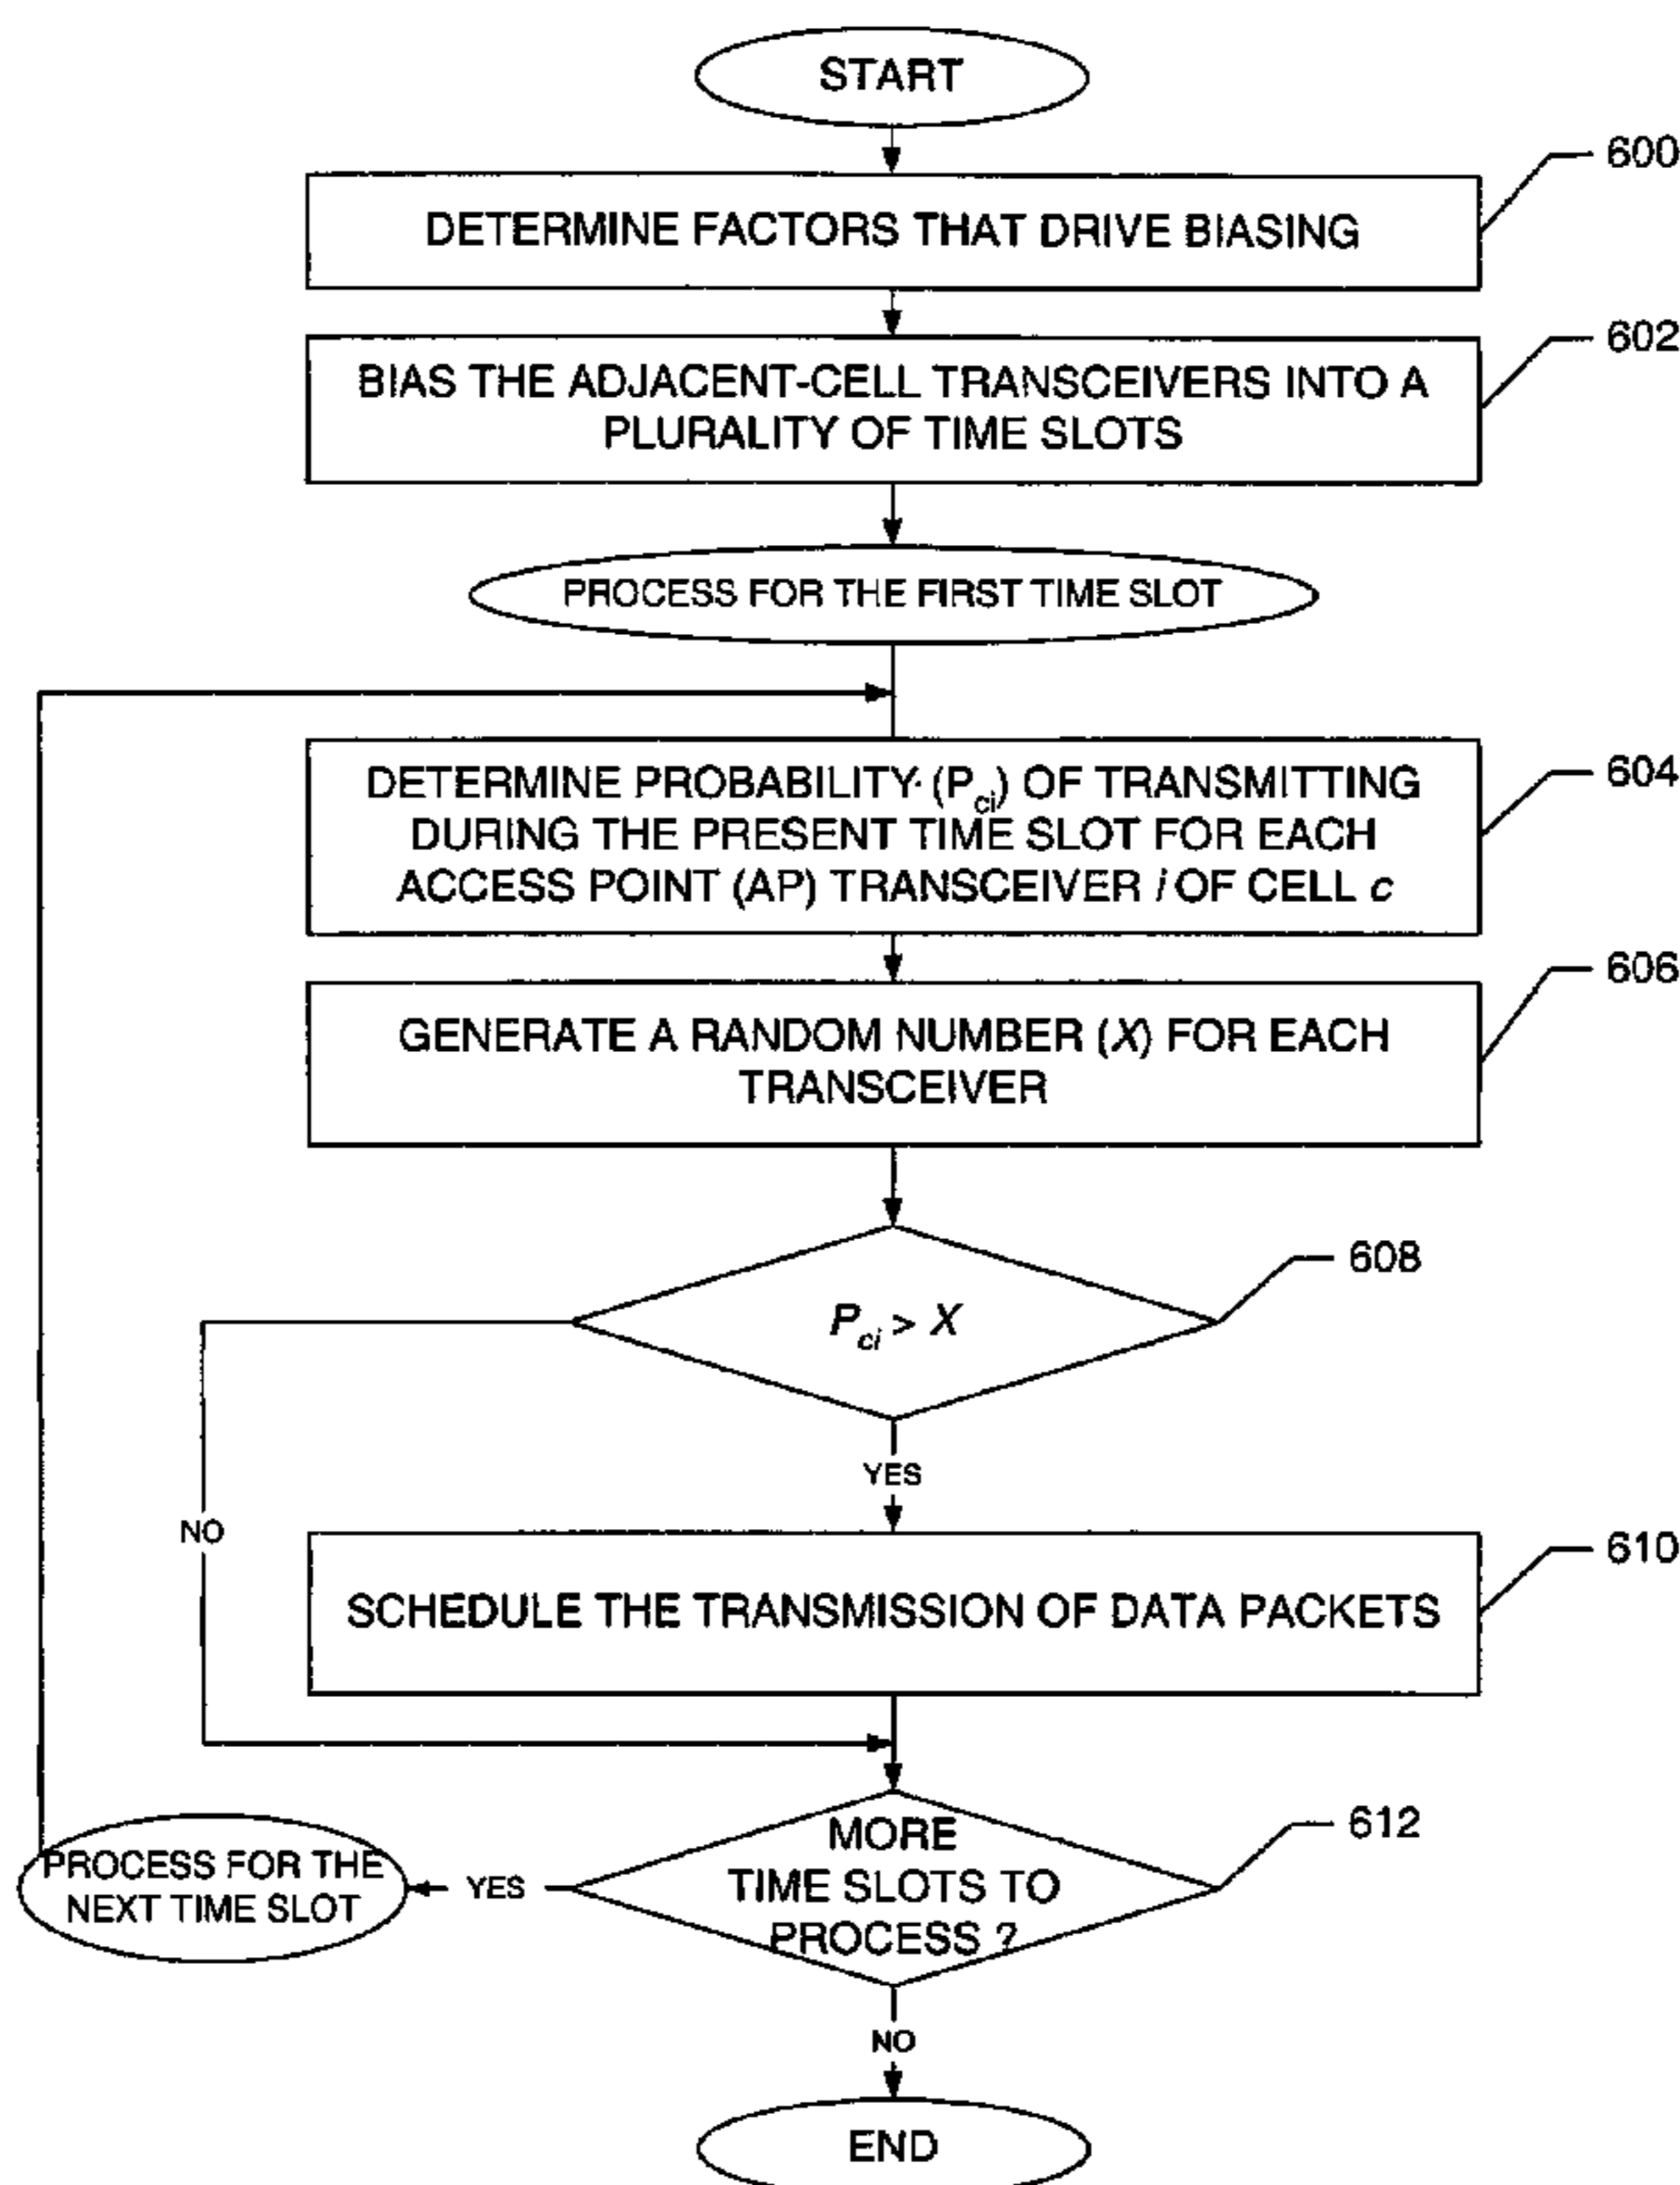 START
600
DETERMINE FACTORS THAT DRIVE BIASING
602
BIAS THE ADJACENT-CELL TRANSCEIVERS INTO A
PLURALITY OF TIME SLOTS
PROCESS FOR THE FIRST TIME SLOT
604
DETERMINE PROBABILITY (Pci) OF TRANSMITTING
DURING THE PRESENT TIME SLOT FOR EACH
ACCESS POINT (AP) TRANSCEIVER i OF CELL c
606
GENERATE A RANDOM NUMBER (X) FOR EACH
TRANSCEIVER
608
Pci > X
YES
NO
610
SCHEDULE THE TRANSMISSION OF DATA PACKETS
612
MORE
TIME SLOTS TO
PROCESS ?
YES
PROCESS FOR THE
NEXT TIME SLOT
NO
END